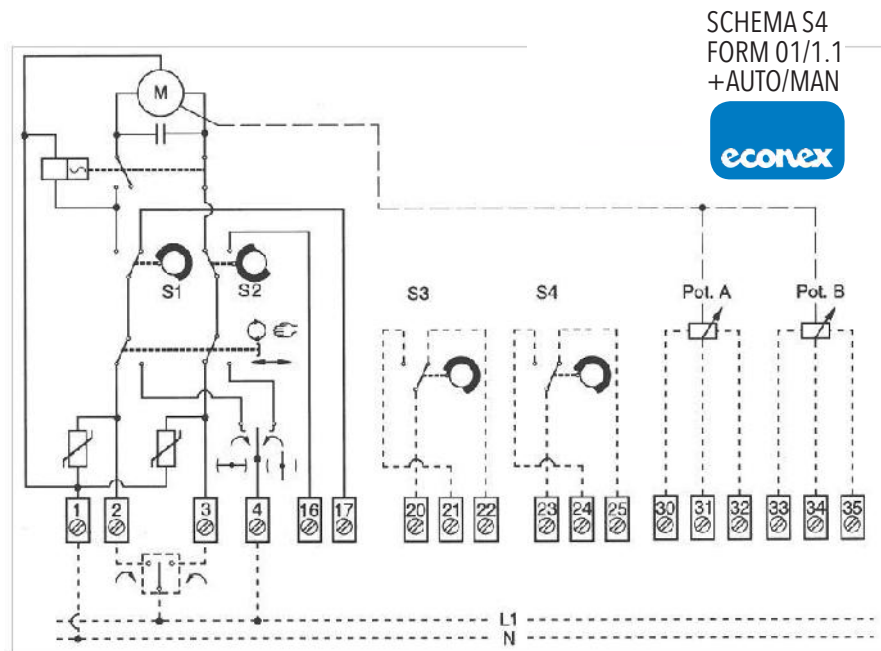 SCHEMA S4
FORM 01/1.1
+AUTO/MAN
econex
M
S1 S2 S3 S4 Pot. A Pot. B
1 2 3 4 16 17 20 21 22 23 24 25 30 31 32 33 34 35
L1
N